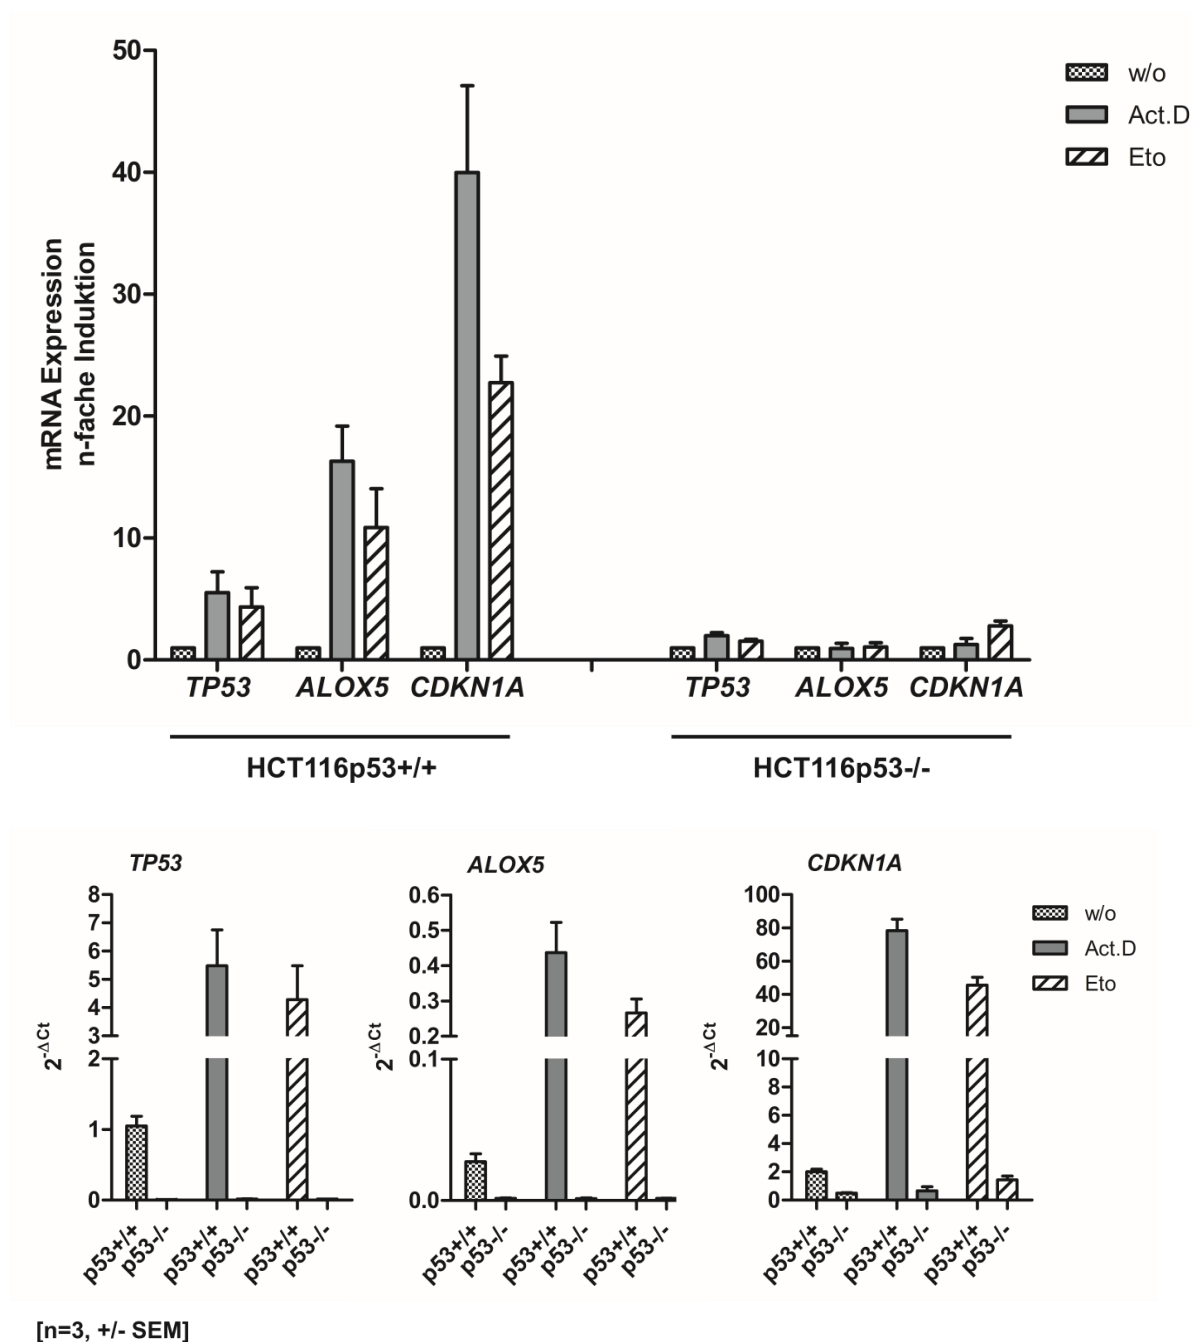 50
40
30
20
10
0
mRNA Expression
n-fache Induktion
w/o
Act.D
Eto
TP53 ALOX5 CDKN1A TP53 ALOX5 CDKN1A
HCT116p53+/+ HCT116p53-/-
TP53
8
7
6
5
4
3
2
1
0
2-ΔCt
p53+/+ p53-/- p53+/+ p53-/- p53+/+ p53-/-
ALOX5
0.6
0.5
0.4
0.3
0.2
0.1
0.0
2-ΔCt
p53+/+ p53-/- p53+/+ p53-/- p53+/+ p53-/-
CDKN1A
100
80
60
40
20
10
8
6
4
2
0
2-ΔCt
p53+/+ p53-/- p53+/+ p53-/- p53+/+ p53-/-
w/o
Act.D
Eto
[n=3, +/- SEM]